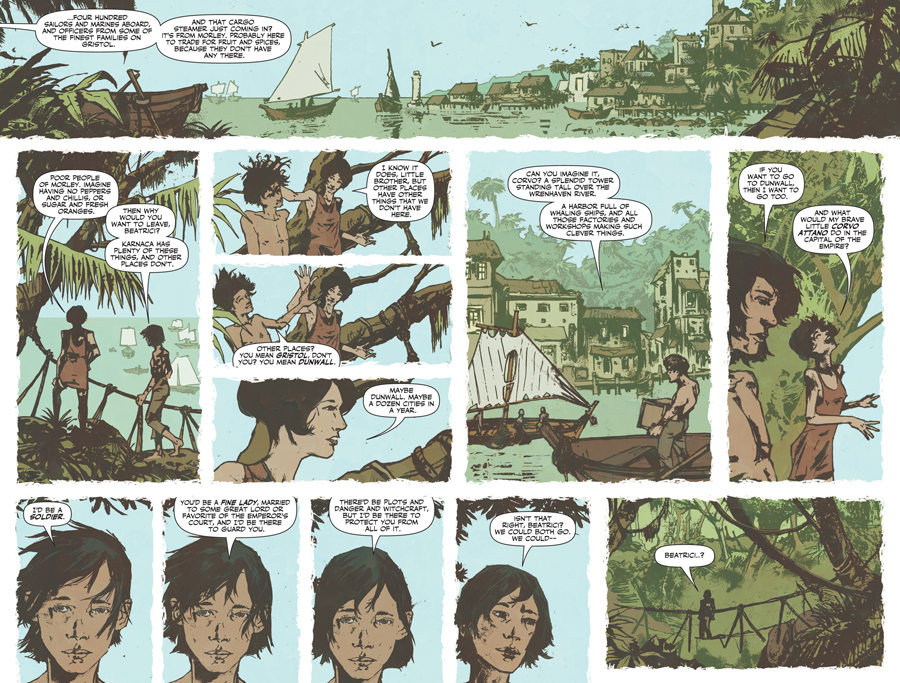 ...FOUR HUNDRED
SAILORS AND MARINES ABOARD,
AND OFFICERS FROM SOME OF
THE FINEST FAMILIES ON
GRISTOL.
AND THAT CARGO
STEAMER JUST COMING IN?
IT'S FROM MORLEY, PROBABLY HERE
TO TRADE FOR FRUIT AND SPICES,
BECAUSE THEY DON'T HAVE
ANY THERE.
POOR PEOPLE
OF MORLEY. IMAGINE
HAVING NO PEPPERS
AND CHILLIS, OR
SUGAR AND FRESH
ORANGES.
THEN WHY
WOULD YOU
WANT TO LEAVE,
BEATRICI?
KARNACA HAS
PLENTY OF THESE
THINGS, AND OTHER
PLACES DON'T.
I KNOW IT
DOES, LITTLE
BROTHER, BUT
OTHER PLACES
HAVE OTHER
THINGS THAT WE
DON'T HAVE
HERE.
OTHER PLACES?
YOU MEAN GRISTOL, DON'T
YOU? YOU MEAN DUNWALL.
MAYBE
DUNWALL. MAYBE
A DOZEN CITIES IN
A YEAR.
CAN YOU IMAGINE IT,
CORVO? A SPLENDID TOWER
STANDING TALL OVER THE
WRENHAVEN RIVER.
A HARBOR FULL OF
WHALING SHIPS, AND ALL
THOSE FACTORIES AND
WORKSHOPS MAKING SUCH
CLEVER THINGS.
IF YOU
WANT TO GO
TO DUNWALL,
THEN I WANT TO
GO TOO.
AND WHAT
WOULD MY BRAVE
LITTLE CORVO
ATTANO DO IN THE
CAPITAL OF THE
EMPIRE?
I'D BE A
SOLDIER.
YOU'D BE A FINE LADY, MARRIED
TO SOME GREAT LORD OR
FAVORITE OF THE EMPEROR'S
COURT, AND I'D BE THERE
TO GUARD YOU.
THERE'D BE PLOTS AND
DANGER AND WITCHCRAFT,
BUT I'D BE THERE TO
PROTECT YOU FROM
ALL OF IT.
ISN'T THAT
RIGHT, BEATRICI?
WE COULD BOTH GO.
WE COULD--
BEATRICI...?